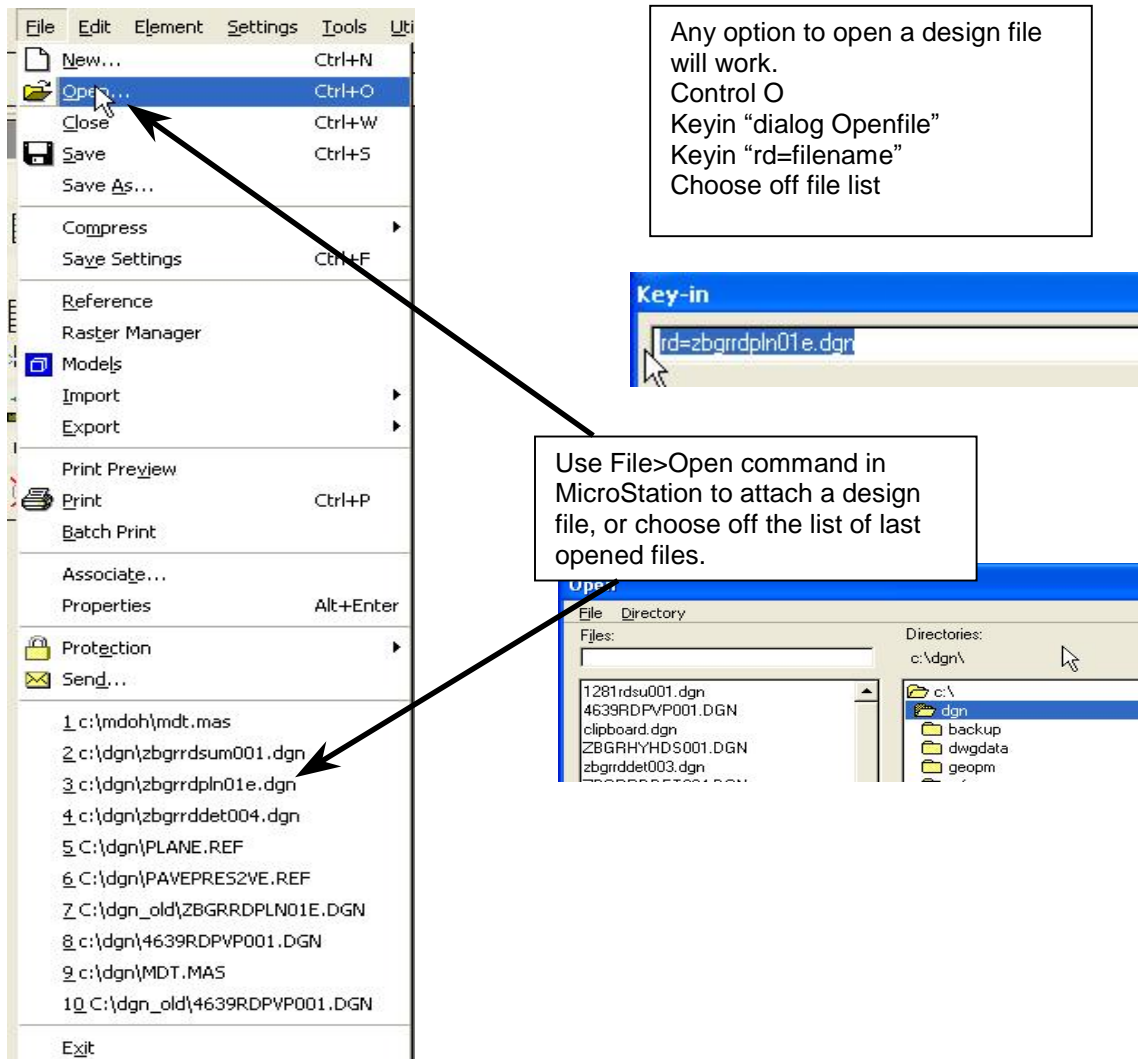 File Edit Element Settings Tools Uti
New... Ctrl+N
Open... Ctrl+O
Close Ctrl+W
Save Ctrl+S
Save As...
Compress
Save Settings Ctrl+F
Reference
Raster Manager
Models
Import
Export
Print Preview
Print Ctrl+P
Batch Print
Associate...
Properties Alt+Enter
Protection
Send...
1 c:\mdoh\mdt.mas
2 c:\dgn\zbgrrdsum001.dgn
3 c:\dgn\zbgrrdpln01e.dgn
4 c:\dgn\zbgrrddet004.dgn
5 C:\dgn\PLANE.REF
6 C:\dgn\PAVEPRES2VE.REF
7 C:\dgn_old\ZBGRRDPLN01E.DGN
8 c:\dgn\4639RDPVP001.DGN
9 c:\dgn\MDT.MAS
10 C:\dgn_old\4639RDPVP001.DGN
Exit
Any option to open a design file
will work.
Control O
Keyin “dialog Openfile”
Keyin “rd=filename”
Choose off file list
Key-in
rd=zbgrrdpln01e.dgn
Use File>Open command in
MicroStation to attach a design
file, or choose off the list of last
opened files.
Open
File Directory
Files:
1281rdsu001.dgn
4639RDPVP001.DGN
clipboard.dgn
ZBGRHYHDS001.DGN
zbgrrddet003.dgn
Directories:
c:\dgn\
c:\
dgn
backup
dwgdata
geopm